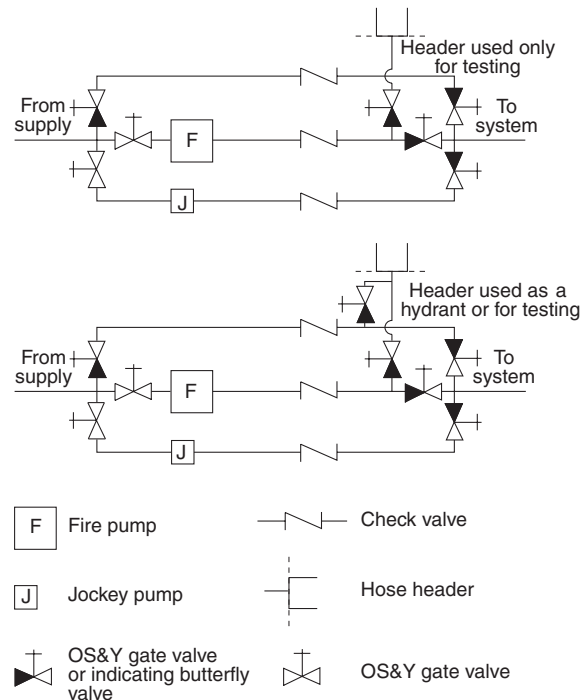 Header used only
for testing
From
supply
To
system
F
J
Header used as a
hydrant or for testing
From
supply
To
system
F
J
F
Fire pump
Check valve
J
Jockey pump
Hose header
OS&Y gate valve
or indicating butterfly
valve
OS&Y gate valve